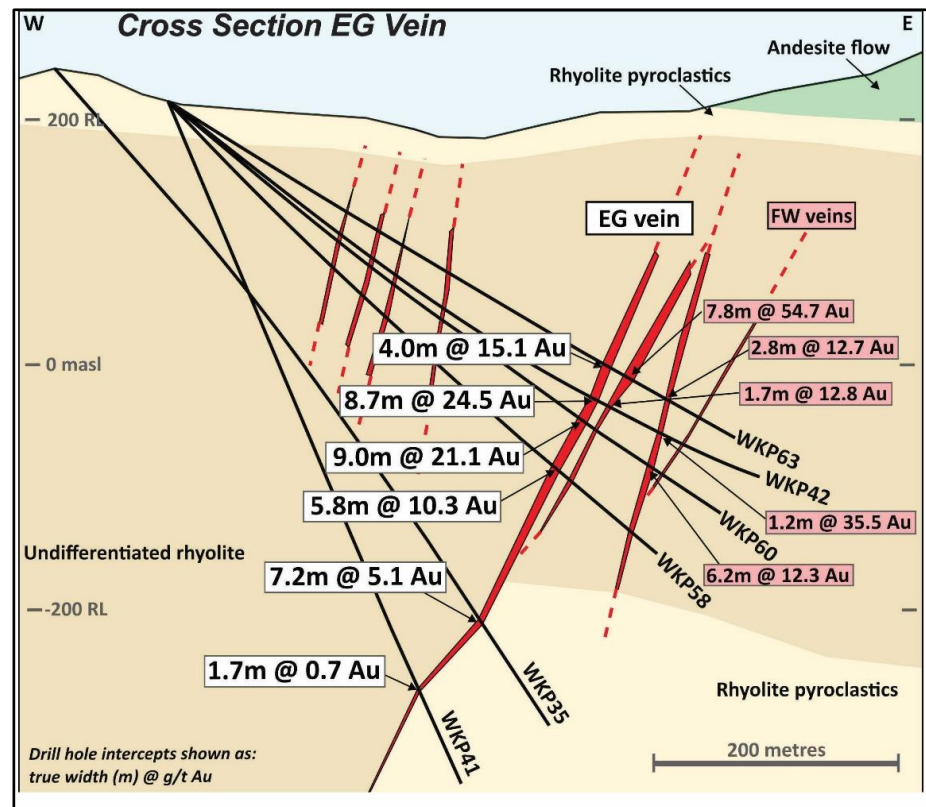 W
Cross Section EG Vein
E
Andesite flow
Rhyolite pyroclastics
200 RL
EG vein
FW veins
7.8m @ 54.7 Au
4.0m @ 15.1 Au
2.8m @ 12.7 Au
0 masl
1.7m @ 12.8 Au
8.7m @ 24.5 Au
WKP63
9.0m @ 21.1 Au
WKP42
5.8m @ 10.3 Au
1.2m @ 35.5 Au
WKP60
Undifferentiated rhyolite
7.2m @ 5.1 Au
6.2m @ 12.3 Au
WKP58
-200 RL
1.7m @ 0.7 Au
Rhyolite pyroclastics
WKP35
WKP41
Drill hole intercepts shown as:
true width (m) @ g/t Au
200 metres